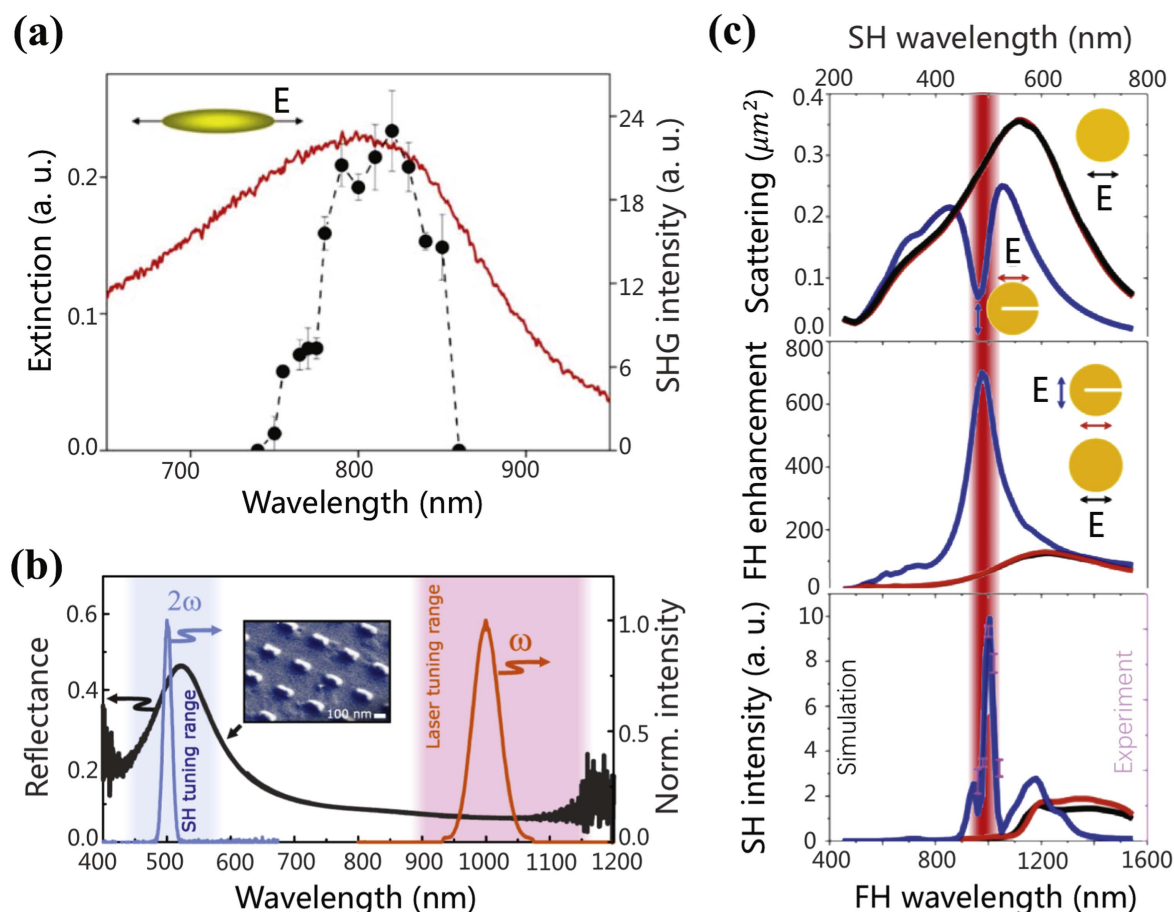 (a)
E
Extinction (a. u.)
0.2
0.1
0.0
SHG intensity (a. u.)
24
18
12
6
0
700
800
900
Wavelength (nm)
(b)
2ω
ω
SH tuning range
Laser tuning range
100 nm
Reflectance
0.6
0.4
0.2
0.0
Norm. intensity
1.0
0.5
0.0
400 500 600 700 800 900 1000 1100 1200
Wavelength (nm)
(c)
SH wavelength (nm)
200 400 600 800
Scattering (μm²)
0.4
0.3
0.2
0.1
0.0
E
E
FH enhancement
800
600
400
200
0
E
E
SH intensity (a. u.)
10
8
6
4
2
0
Simulation
Experiment
400 800 1200 1600
FH wavelength (nm)